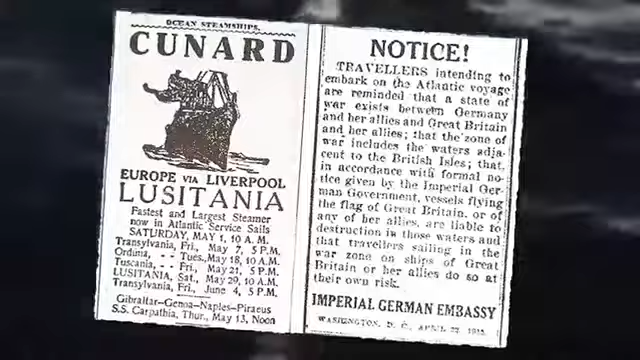 OCEAN STEAMSHIPS.
CUNARD
EUROPE VIA LIVERPOOL
LUSITANIA
Fastest and Largest Steamer
now in Atlantic Service Sails
SATURDAY, MAY 1, 10 A. M.
Transylvania, Fri., May 7, 5 P.M.
Orduna, - - Tues., May 18, 10 A.M.
Tuscania, - - Fri., May 21, 5 P.M.
LUSITANIA, Sat., May 29, 10 A.M.
Transylvania, Fri., June 4, 5 P.M.
Gibraltar-Genoa-Naples-Piraeus
S.S. Carpathia, Thur., May 13, Noon
NOTICE!
TRAVELLERS intending to
embark on the Atlantic voyage
are reminded that a state of
war exists between Germany
and her allies and Great Britain
and her allies; that the zone of
war includes the waters adja-
cent to the British Isles; that,
in accordance with formal no-
tice given by the Imperial Ger-
man Government, vessels flying
the flag of Great Britain, or of
any of her allies, are liable to
destruction in those waters and
that travellers sailing in the
war zone on ships of Great
Britain or her allies do so at
their own risk.
IMPERIAL GERMAN EMBASSY
WASHINGTON, D. C., APRIL 22, 1915.